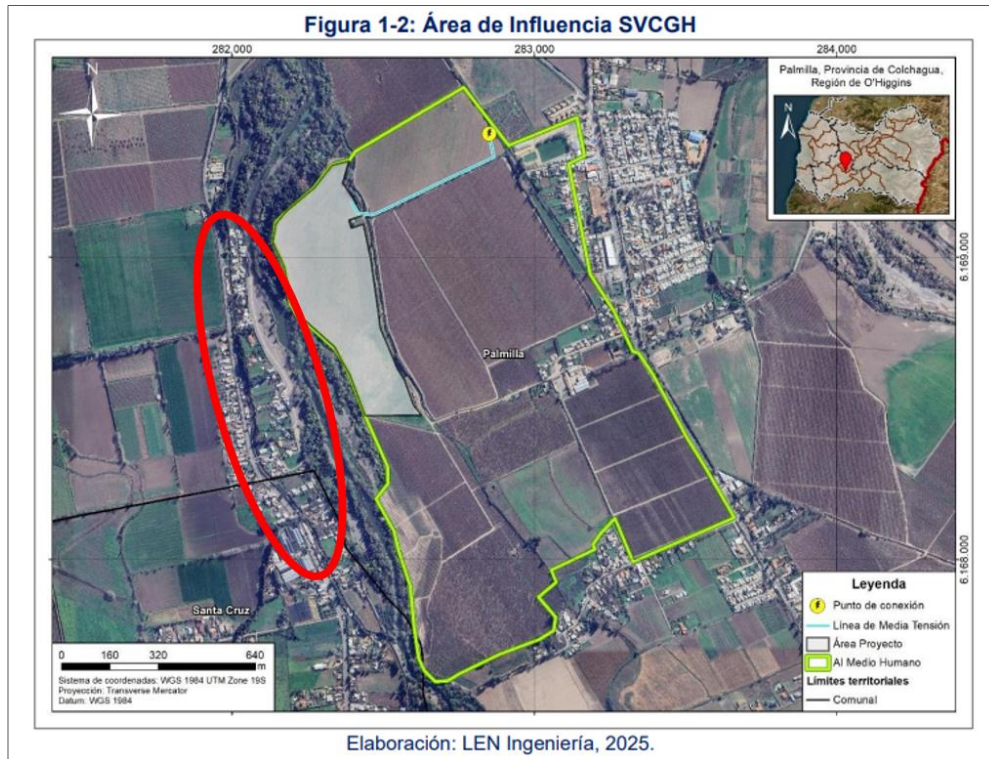 Figura 1-2: Área de Influencia SVCGH
282,000
283,000
284,000
N
Palmilla, Provincia de Colchagua,
Región de O'Higgins
N
6.169.000
Palmilla
6.168.000
Santa Cruz
0 160 320 640
m
Sistema de coordenadas: WGS 1984 UTM Zone 19S
Proyección: Transverse Mercator
Datum: WGS 1984
Leyenda
Punto de conexión
Línea de Media Tensión
Área Proyecto
AI Medio Humano
Límites territoriales
Comunal
Elaboración: LEN Ingeniería, 2025.